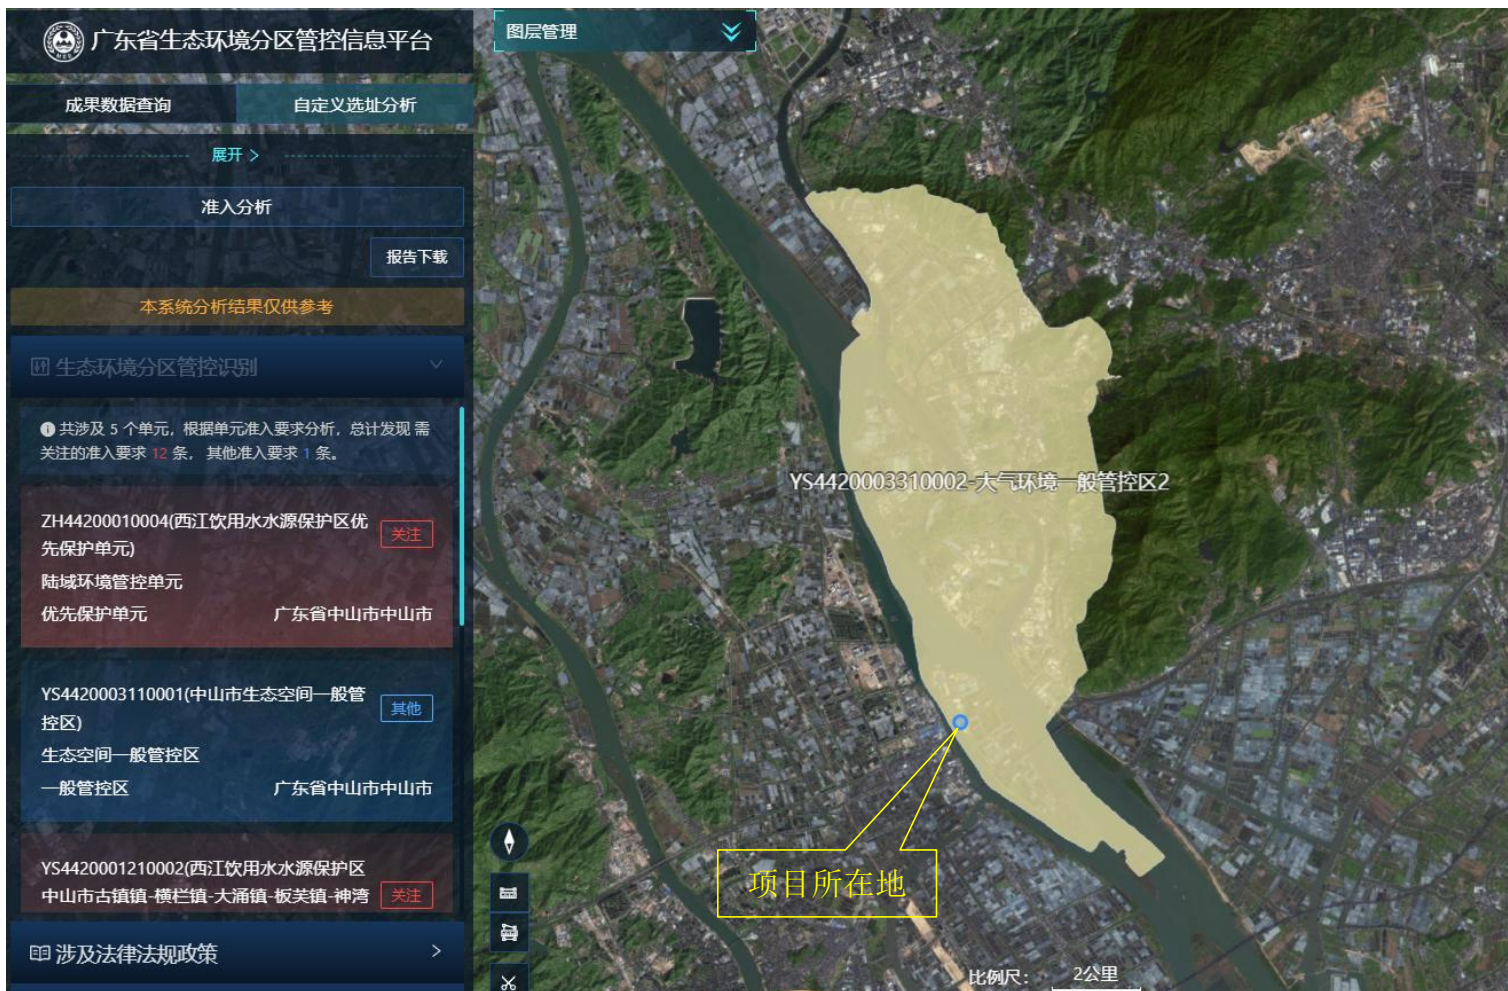 广东省生态环境分区管控信息平台
成果数据查询
自定义选址分析
展开 >
准入分析
报告下载
本系统分析结果仅供参考
生态环境分区管控识别
共涉及 5 个单元，根据单元准入要求分析，总计发现 需
关注的准入要求 12 条， 其他准入要求 1 条。
ZH44200010004(西江饮用水水源保护区优
先保护单元)
关注
陆域环境管控单元
优先保护单元
广东省中山市中山市
YS4420003110001(中山市生态空间一般管
控区)
其他
生态空间一般管控区
一般管控区
广东省中山市中山市
YS4420001210002(西江饮用水水源保护区
中山市古镇镇-横栏镇-大涌镇-板芙镇-神湾
关注
涉及法律法规政策
图层管理
YS4420003310002-大气环境一般管控区2
项目所在地
比例尺： 2公里